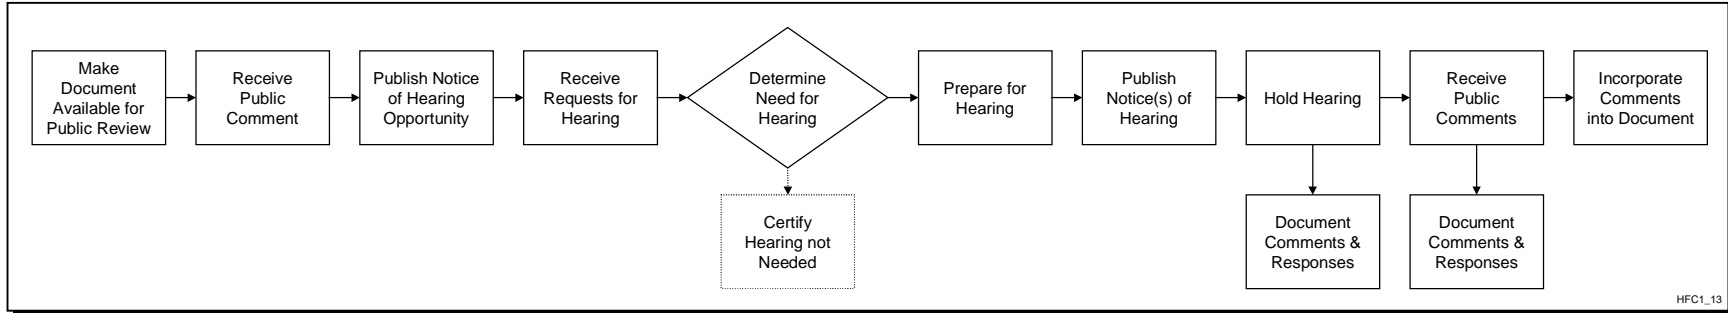 Make
Document
Available for
Public Review
Receive
Public
Comment
Publish Notice
of Hearing
Opportunity
Receive
Requests for
Hearing
Determine
Need for
Hearing
Prepare for
Hearing
Publish
Notice(s) of
Hearing
Hold Hearing
Receive
Public
Comments
Incorporate
Comments
into Document
Certify
Hearing not
Needed
Document
Comments &
Responses
Document
Comments &
Responses
HFC1_13